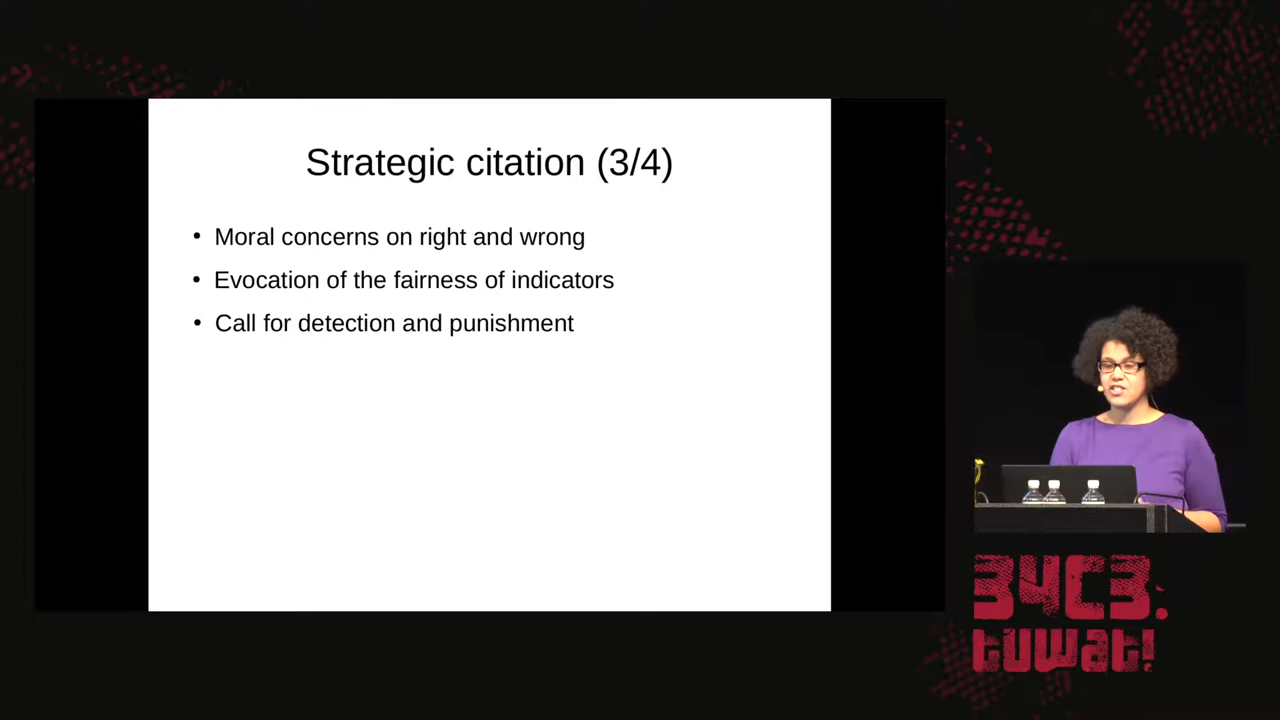 Strategic citation (3/4)
• Moral concerns on right and wrong
• Evocation of the fairness of indicators
• Call for detection and punishment
34C3.
tuwat!